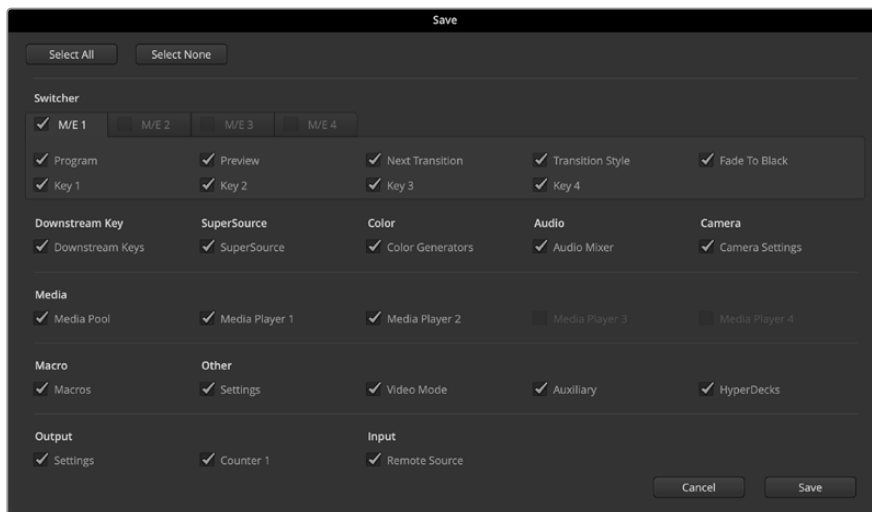 Save
Select All Select None
Switcher
M/E 1 M/E 2 M/E 3 M/E 4
Program Preview Next Transition Transition Style Fade To Black
Key 1 Key 2 Key 3 Key 4
Downstream Key SuperSource Color Audio Camera
Downstream Keys SuperSource Color Generators Audio Mixer Camera Settings
Media
Media Pool Media Player 1 Media Player 2 Media Player 3 Media Player 4
Macro Other
Macros Settings Video Mode Auxiliary HyperDecks
Output Input
Settings Counter 1 Remote Source
Cancel Save